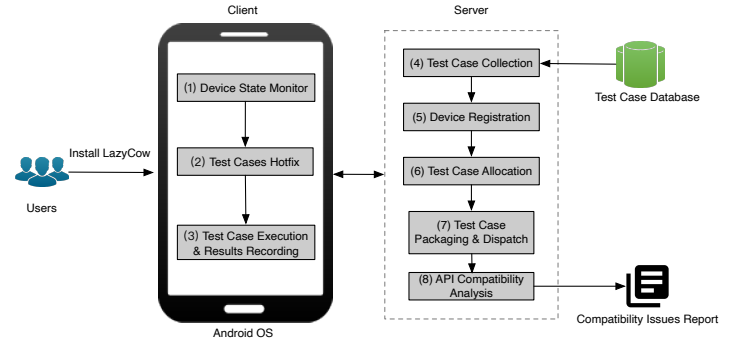 Client
Server
(1) Device State Monitor
(2) Test Cases Hotfix
(3) Test Case Execution
& Results Recording
Install LazyCow
Users
Android OS
(4) Test Case Collection
(5) Device Registration
(6) Test Case Allocation
(7) Test Case
Packaging & Dispatch
(8) API Compatibility
Analysis
Test Case Database
Compatibility Issues Report